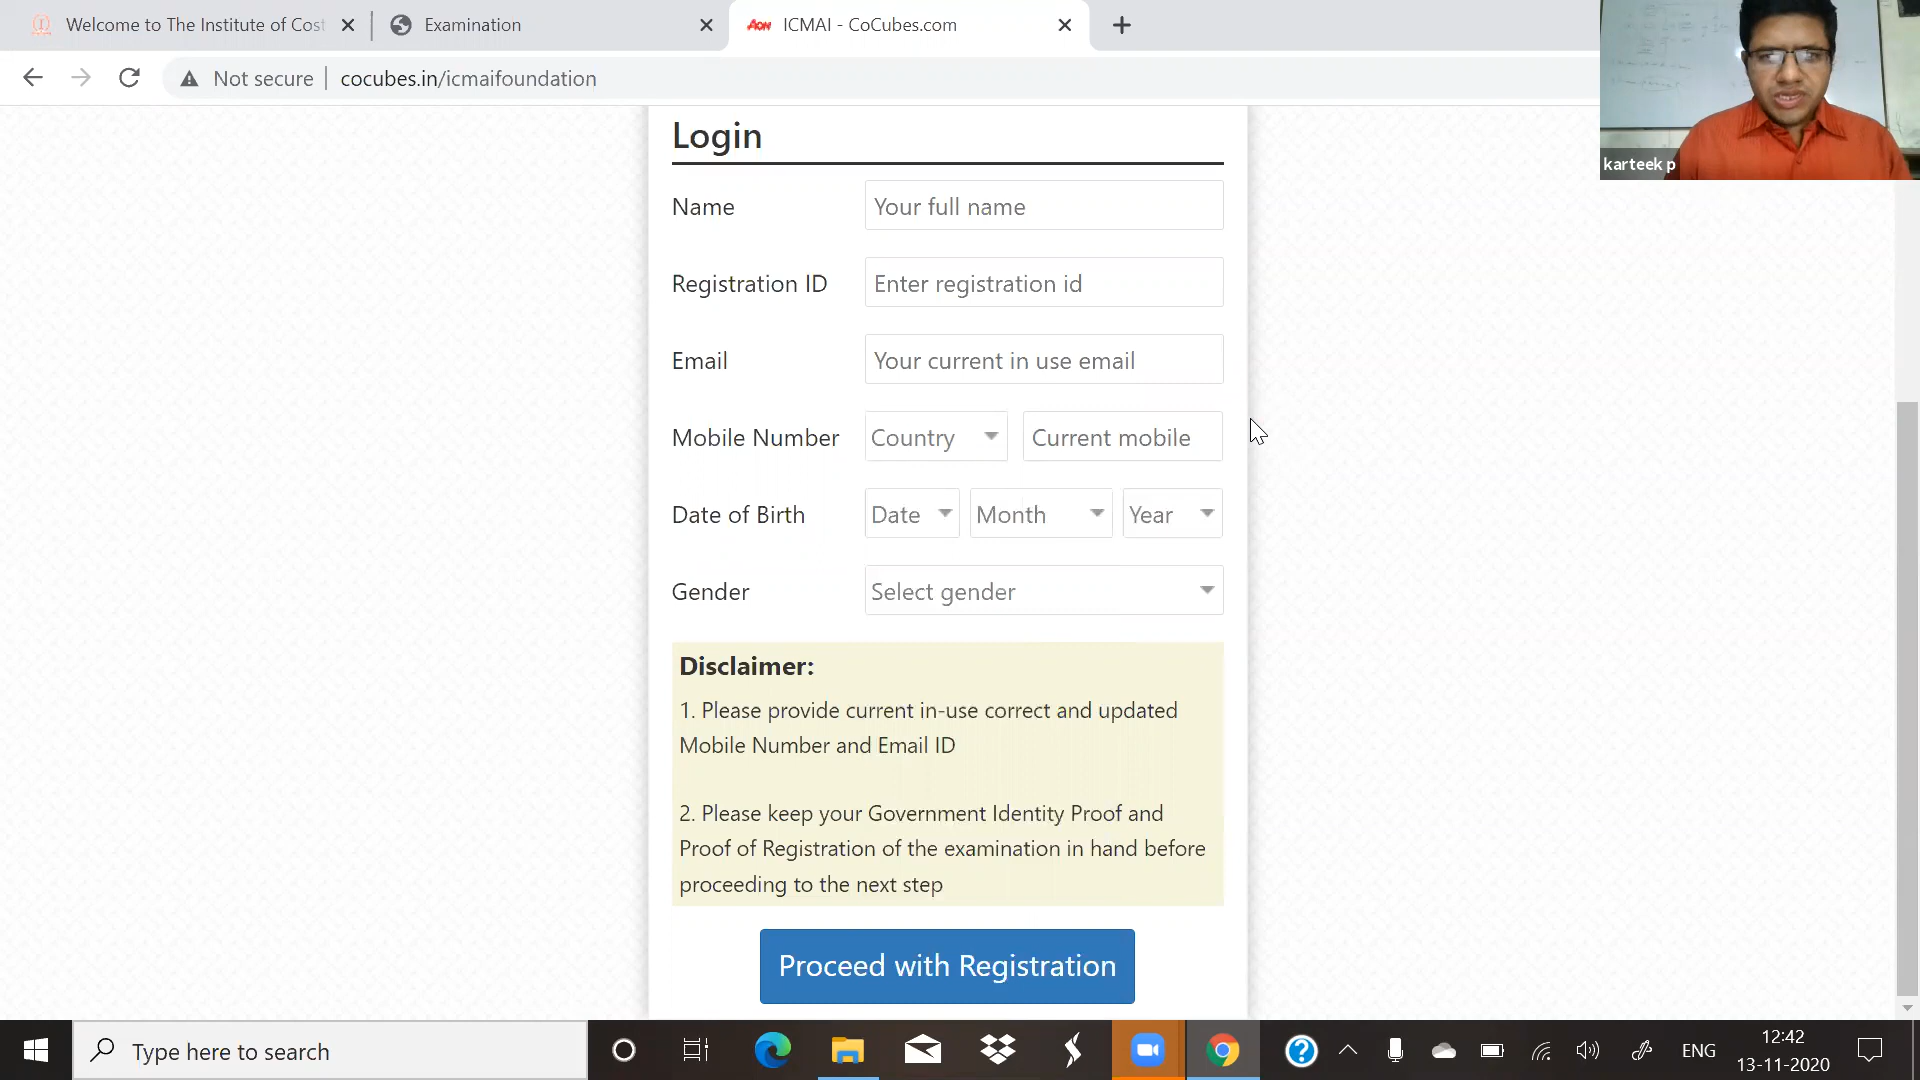 Welcome to The Institute of Cost
Examination
AON
ICMAI - CoCubes.com
Not secure
cocubes.in/icmaifoundation
karteek p
Login
Name
Your full name
Registration ID
Enter registration id
Email
Your current in use email
Mobile Number
Country
Current mobile
Date of Birth
Date
Month
Year
Gender
Select gender
Disclaimer:
1. Please provide current in-use correct and updated
Mobile Number and Email ID
2. Please keep your Government Identity Proof and
Proof of Registration of the examination in hand before
proceeding to the next step
Proceed with Registration
Type here to search
ENG
12:42
13-11-2020